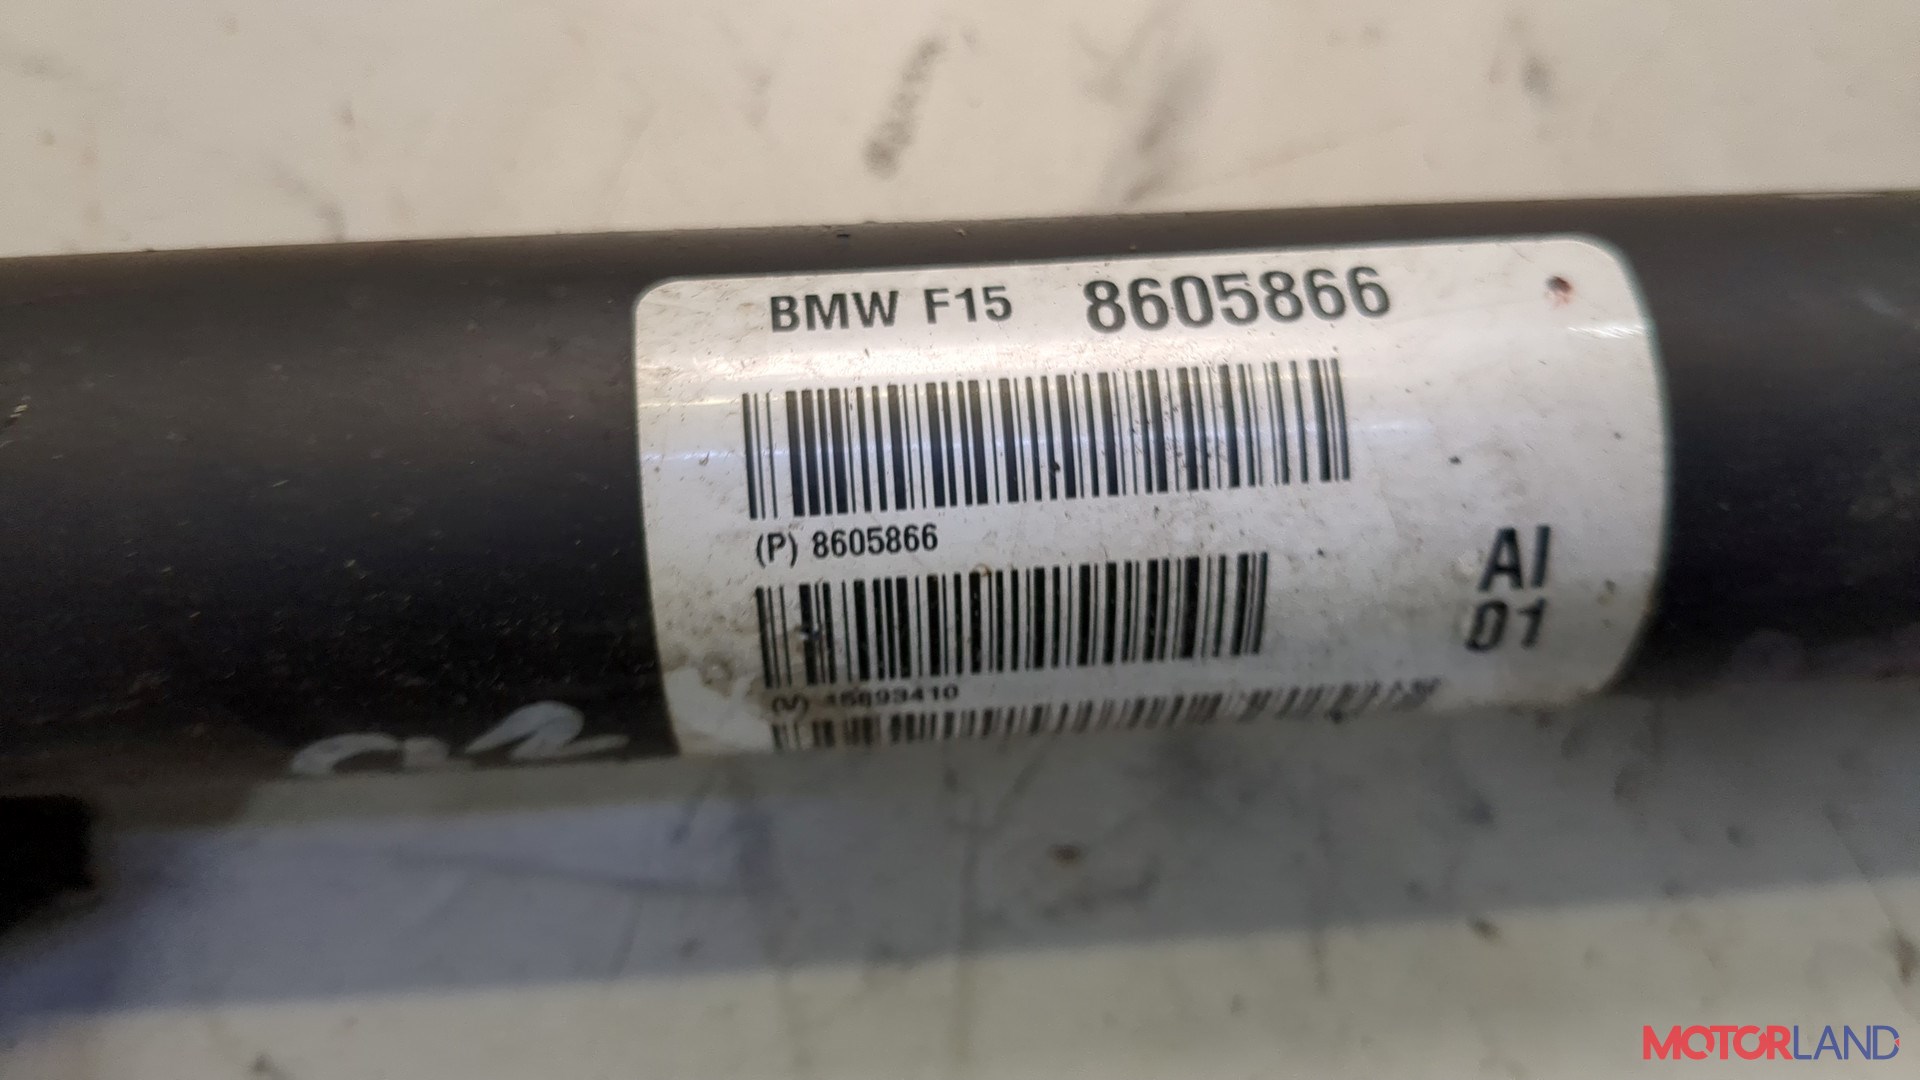 BMW F15 8605866
(P) 8605866
AI
01
(V)
MOTORLAND